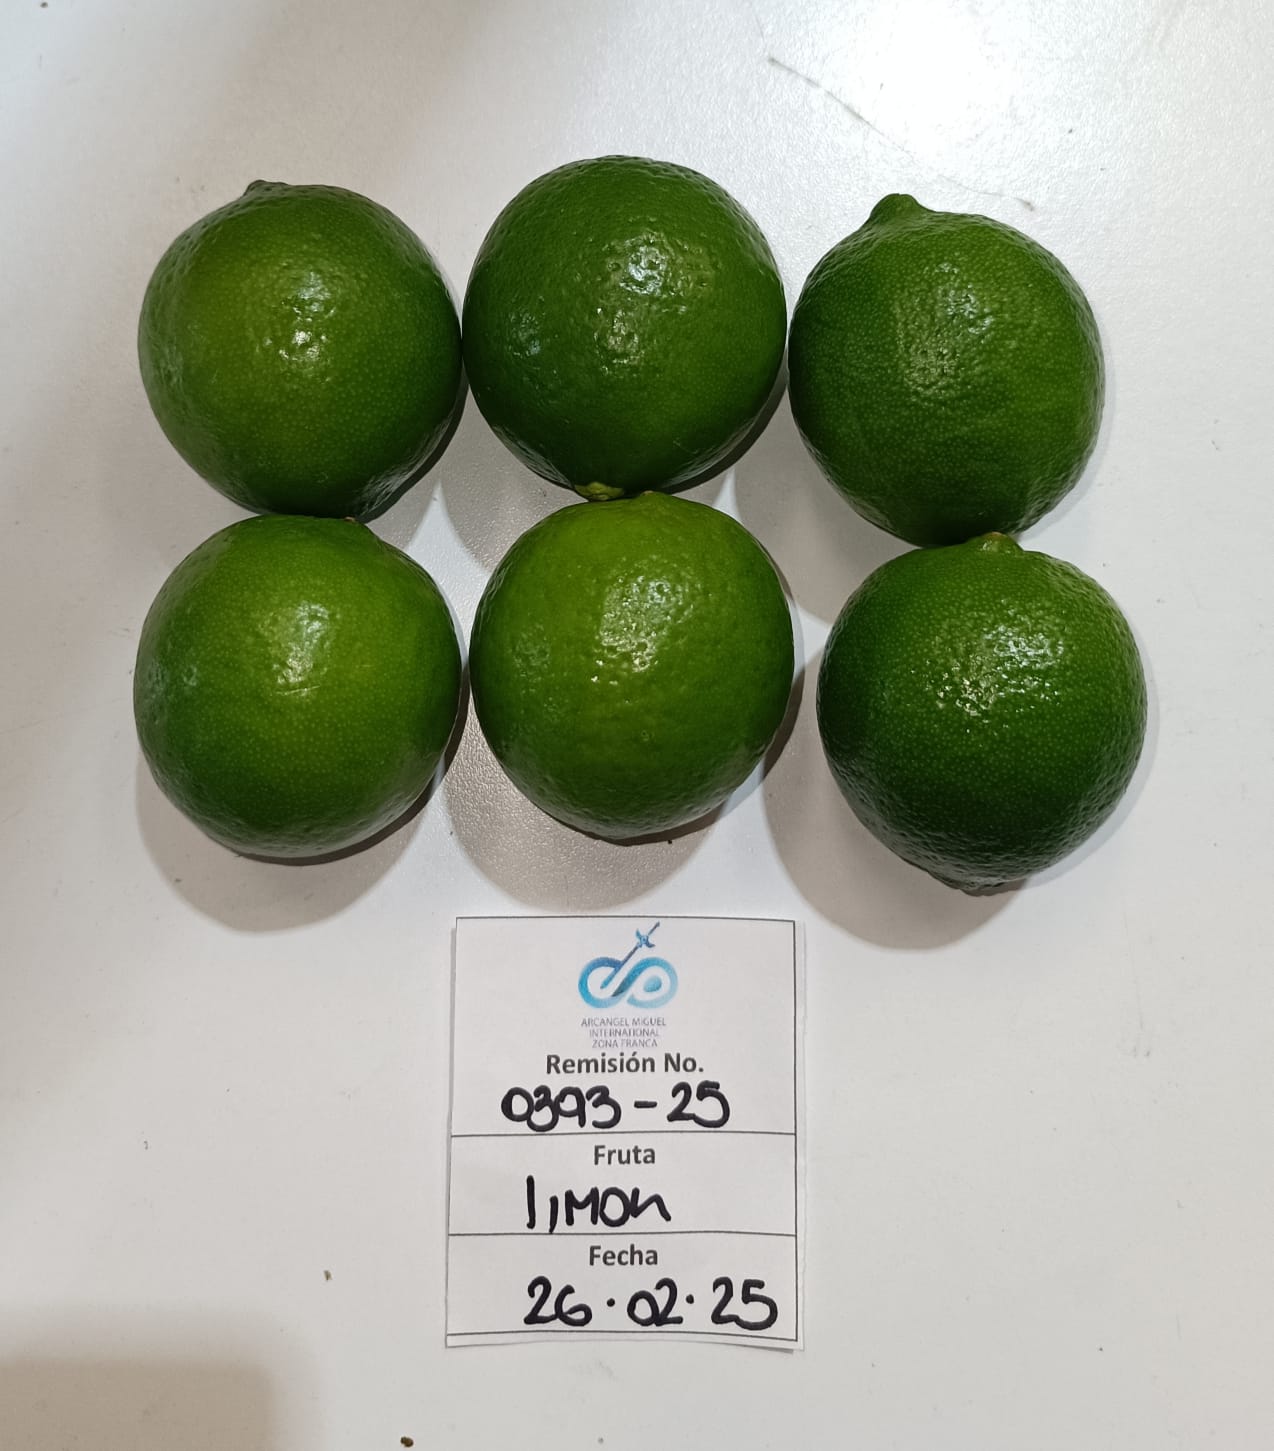 ARCANGEL MIGUEL
INTERNATIONAL
ZONA FRANCA
Remisión No.
0393-25
Fruta
limon
Fecha
26.02.25